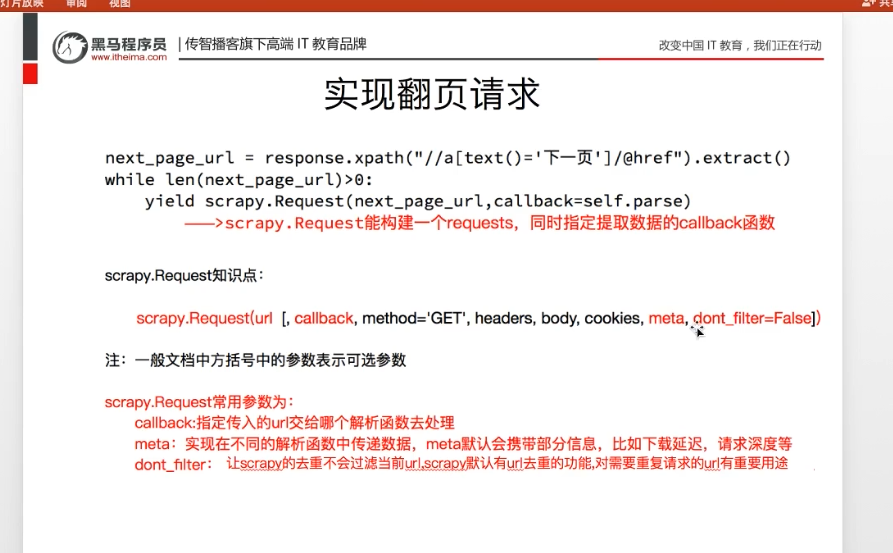 灯片放映 审阅 视图
黑马程序员 | 传智播客旗下高端 IT 教育品牌
www.itheima.com
改变中国 IT 教育，我们正在行动
实现翻页请求
next_page_url = response.xpath("//a[text()='下一页']/@href").extract()
while len(next_page_url)>0:
yield scrapy.Request(next_page_url,callback=self.parse)
——>scrapy.Request能构建一个requests，同时指定提取数据的callback函数
scrapy.Request知识点：
scrapy.Request(url [, callback, method='GET', headers, body, cookies, meta, dont_filter=False])
注：一般文档中方括号中的参数表示可选参数
scrapy.Request常用参数为：
callback:指定传入的url交给哪个解析函数去处理
meta：实现在不同的解析函数中传递数据，meta默认会携带部分信息，比如下载延迟，请求深度等
dont_filter： 让scrapy的去重不会过滤当前url,scrapy默认有url去重的功能,对需要重复请求的url有重要用途